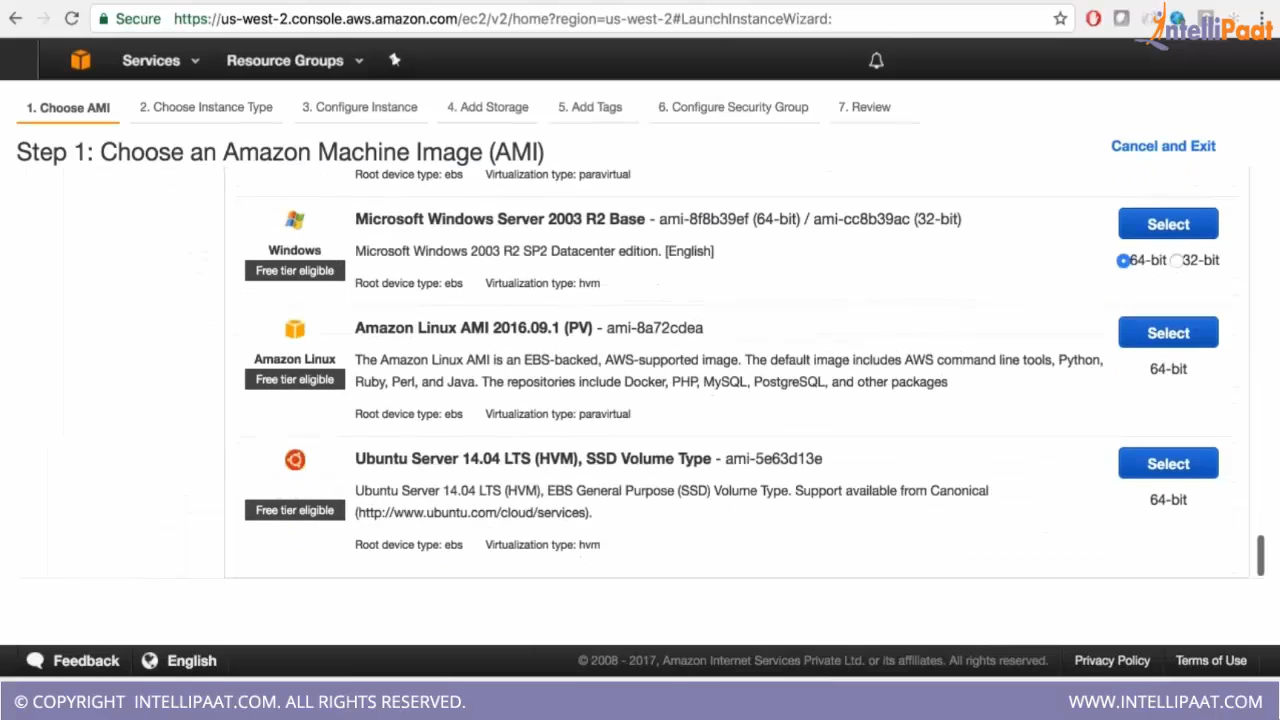 Secure https://us-west-2.console.aws.amazon.com/ec2/v2/home?region=us-west-2#LaunchInstanceWizard:
IntelliPaat
Services Resource Groups
1. Choose AMI 2. Choose Instance Type 3. Configure Instance 4. Add Storage 5. Add Tags 6. Configure Security Group 7. Review
Step 1: Choose an Amazon Machine Image (AMI)
Cancel and Exit
Root device type: ebs Virtualization type: paravirtual
Microsoft Windows Server 2003 R2 Base - ami-8f8b39ef (64-bit) / ami-cc8b39ac (32-bit)
Select
Windows
Microsoft Windows 2003 R2 SP2 Datacenter edition. [English]
64-bit 32-bit
Free tier eligible
Root device type: ebs Virtualization type: hvm
Amazon Linux AMI 2016.09.1 (PV) - ami-8a72cdea
Select
Amazon Linux
The Amazon Linux AMI is an EBS-backed, AWS-supported image. The default image includes AWS command line tools, Python,
64-bit
Free tier eligible
Ruby, Perl, and Java. The repositories include Docker, PHP, MySQL, PostgreSQL, and other packages
Root device type: ebs Virtualization type: paravirtual
Ubuntu Server 14.04 LTS (HVM), SSD Volume Type - ami-5e63d13e
Select
Ubuntu Server 14.04 LTS (HVM), EBS General Purpose (SSD) Volume Type. Support available from Canonical
64-bit
Free tier eligible
(http://www.ubuntu.com/cloud/services).
Root device type: ebs Virtualization type: hvm
Feedback English
© 2008 - 2017, Amazon Internet Services Private Ltd. or its affiliates. All rights reserved.
Privacy Policy Terms of Use
© COPYRIGHT INTELLIPAAT.COM. ALL RIGHTS RESERVED.
WWW.INTELLIPAAT.COM